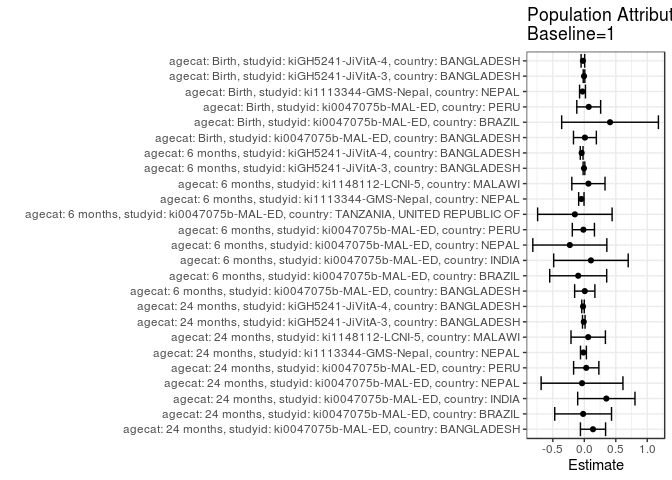 Population Attribut
Baseline=1
agecat: Birth, studyid: kiGH5241-JiVitA-4, country: BANGLADESH
agecat: Birth, studyid: kiGH5241-JiVitA-3, country: BANGLADESH
agecat: Birth, studyid: ki1113344-GMS-Nepal, country: NEPAL
agecat: Birth, studyid: ki0047075b-MAL-ED, country: PERU
agecat: Birth, studyid: ki0047075b-MAL-ED, country: BRAZIL
agecat: Birth, studyid: ki0047075b-MAL-ED, country: BANGLADESH
agecat: 6 months, studyid: kiGH5241-JiVitA-4, country: BANGLADESH
agecat: 6 months, studyid: kiGH5241-JiVitA-3, country: BANGLADESH
agecat: 6 months, studyid: ki1148112-LCNI-5, country: MALAWI
agecat: 6 months, studyid: ki1113344-GMS-Nepal, country: NEPAL
agecat: 6 months, studyid: ki0047075b-MAL-ED, country: TANZANIA, UNITED REPUBLIC OF
agecat: 6 months, studyid: ki0047075b-MAL-ED, country: PERU
agecat: 6 months, studyid: ki0047075b-MAL-ED, country: NEPAL
agecat: 6 months, studyid: ki0047075b-MAL-ED, country: INDIA
agecat: 6 months, studyid: ki0047075b-MAL-ED, country: BRAZIL
agecat: 6 months, studyid: ki0047075b-MAL-ED, country: BANGLADESH
agecat: 24 months, studyid: kiGH5241-JiVitA-4, country: BANGLADESH
agecat: 24 months, studyid: kiGH5241-JiVitA-3, country: BANGLADESH
agecat: 24 months, studyid: ki1148112-LCNI-5, country: MALAWI
agecat: 24 months, studyid: ki1113344-GMS-Nepal, country: NEPAL
agecat: 24 months, studyid: ki0047075b-MAL-ED, country: PERU
agecat: 24 months, studyid: ki0047075b-MAL-ED, country: NEPAL
agecat: 24 months, studyid: ki0047075b-MAL-ED, country: INDIA
agecat: 24 months, studyid: ki0047075b-MAL-ED, country: BRAZIL
agecat: 24 months, studyid: ki0047075b-MAL-ED, country: BANGLADESH
-0.5 0.0 0.5 1.0
Estimate